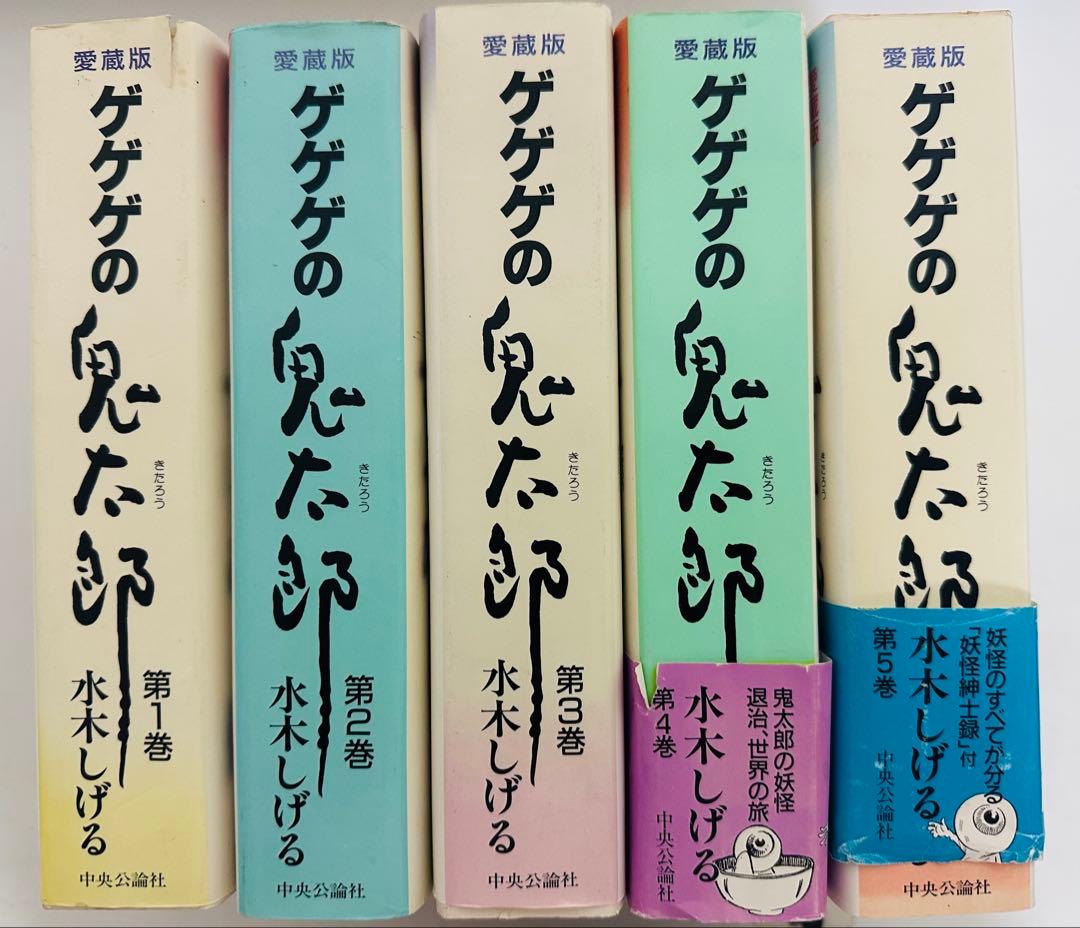 愛蔵版
ゲゲゲの
鬼太郎
きたろう
第1巻
水木しげる
中央公論社
愛蔵版
ゲゲゲの
鬼太郎
きたろう
第2巻
水木しげる
中央公論社
愛蔵版
ゲゲゲの
鬼太郎
きたろう
第3巻
水木しげる
中央公論社
愛蔵版
ゲゲゲの
鬼太郎
きたろう
鬼太郎の妖怪
退治、世界の旅
水木しげる
第4巻
中央公論社
愛蔵版
愛蔵版
ゲゲゲの
鬼太郎
きたろう
妖怪のすべてが分る
「妖怪紳士録」付
水木しげる
第5巻
中央公論社
中央公論社